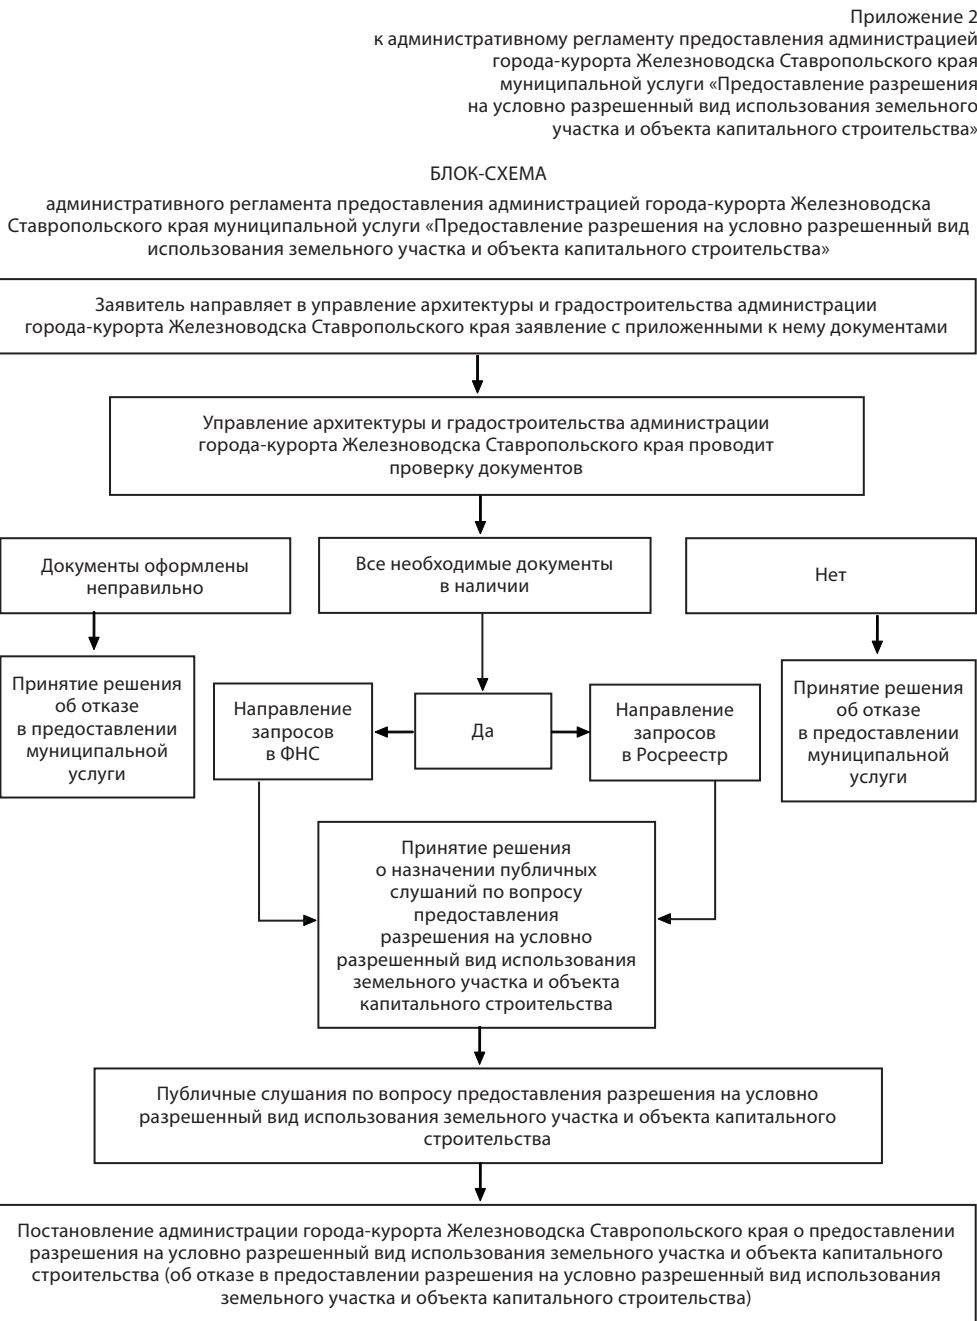 Приложение 2
к административному регламенту предоставления администрацией
города-курорта Железноводска Ставропольского края
муниципальной услуги «Предоставление разрешения
на условно разрешенный вид использования земельного
участка и объекта капитального строительства»
БЛОК-СХЕМА
административного регламента предоставления администрацией города-курорта Железноводска
Ставропольского края муниципальной услуги «Предоставление разрешения на условно разрешенный вид
использования земельного участка и объекта капитального строительства»
Заявитель направляет в управление архитектуры и градостроительства администрации
города-курорта Железноводска Ставропольского края заявление с приложенными к нему документами
Управление архитектуры и градостроительства администрации
города-курорта Железноводска Ставропольского края проводит
проверку документов
Документы оформлены
неправильно
Все необходимые документы
в наличии
Нет
Принятие решения
об отказе
в предоставлении
муниципальной
услуги
Направление
запросов
в ФНС
Да
Направление
запросов
в Росреестр
Принятие решения
об отказе
в предоставлении
муниципальной
услуги
Принятие решения
о назначении публичных
слушаний по вопросу
предоставления
разрешения на условно
разрешенный вид использования
земельного участка и объекта
капитального строительства
Публичные слушания по вопросу предоставления разрешения на условно
разрешенный вид использования земельного участка и объекта капитального
строительства
Постановление администрации города-курорта Железноводска Ставропольского края о предоставлении
разрешения на условно разрешенный вид использования земельного участка и объекта капитального
строительства (об отказе в предоставлении разрешения на условно разрешенный вид использования
земельного участка и объекта капитального строительства)